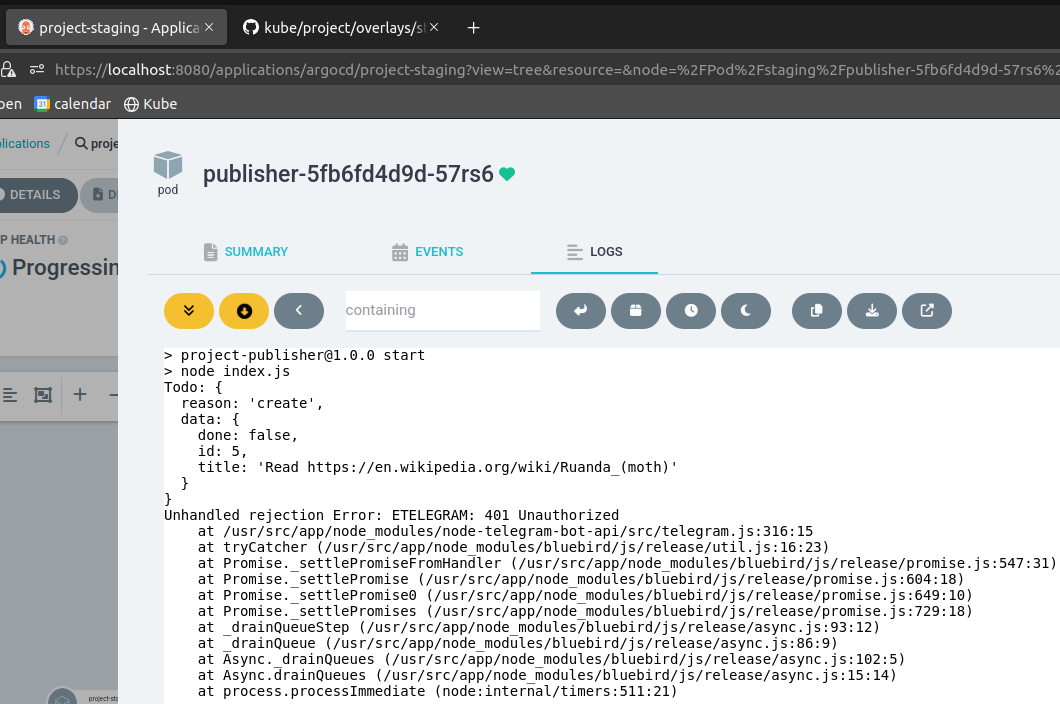 project-staging - Applica
kube/project/overlays/st
https://localhost:8080/applications/argocd/project-staging?view=tree&resource=&node=%2FPod%2Fstaging%2Fpublisher-5fb6fd4d9d-57rs6%2
pen calendar Kube
plications / proje
pod
publisher-5fb6fd4d9d-57rs6
DETAILS D
SUMMARY EVENTS LOGS
P HEALTH
Progressin
containing
> project-publisher@1.0.0 start
> node index.js
Todo: {
  reason: 'create',
  data: {
    done: false,
    id: 5,
    title: 'Read https://en.wikipedia.org/wiki/Ruanda_(moth)'
  }
}
Unhandled rejection Error: ETELEGRAM: 401 Unauthorized
    at /usr/src/app/node_modules/node-telegram-bot-api/src/telegram.js:316:15
    at tryCatcher (/usr/src/app/node_modules/bluebird/js/release/util.js:16:23)
    at Promise._settlePromiseFromHandler (/usr/src/app/node_modules/bluebird/js/release/promise.js:547:31)
    at Promise._settlePromise (/usr/src/app/node_modules/bluebird/js/release/promise.js:604:18)
    at Promise._settlePromise0 (/usr/src/app/node_modules/bluebird/js/release/promise.js:649:10)
    at Promise._settlePromises (/usr/src/app/node_modules/bluebird/js/release/promise.js:729:18)
    at _drainQueueStep (/usr/src/app/node_modules/bluebird/js/release/async.js:93:12)
    at _drainQueue (/usr/src/app/node_modules/bluebird/js/release/async.js:86:9)
    at Async._drainQueues (/usr/src/app/node_modules/bluebird/js/release/async.js:102:5)
    at Async.drainQueues (/usr/src/app/node_modules/bluebird/js/release/async.js:15:14)
    at process.processImmediate (node:internal/timers:511:21)
project-sta